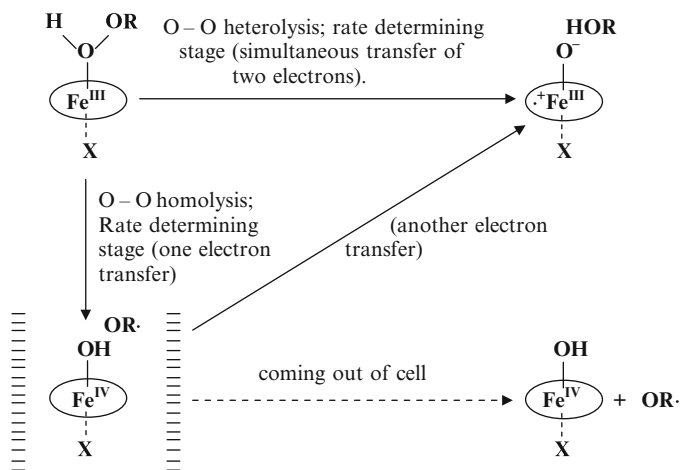 H OR
O
Fe^III
X
O – O heterolysis; rate determining
stage (simultaneous transfer of
two electrons).
HOR
O^–
·+Fe^III
X
O – O homolysis;
Rate determining
stage (one electron
transfer)
(another electron
transfer)
OR·
OH
Fe^IV
X
coming out of cell
OH
Fe^IV + OR·
X